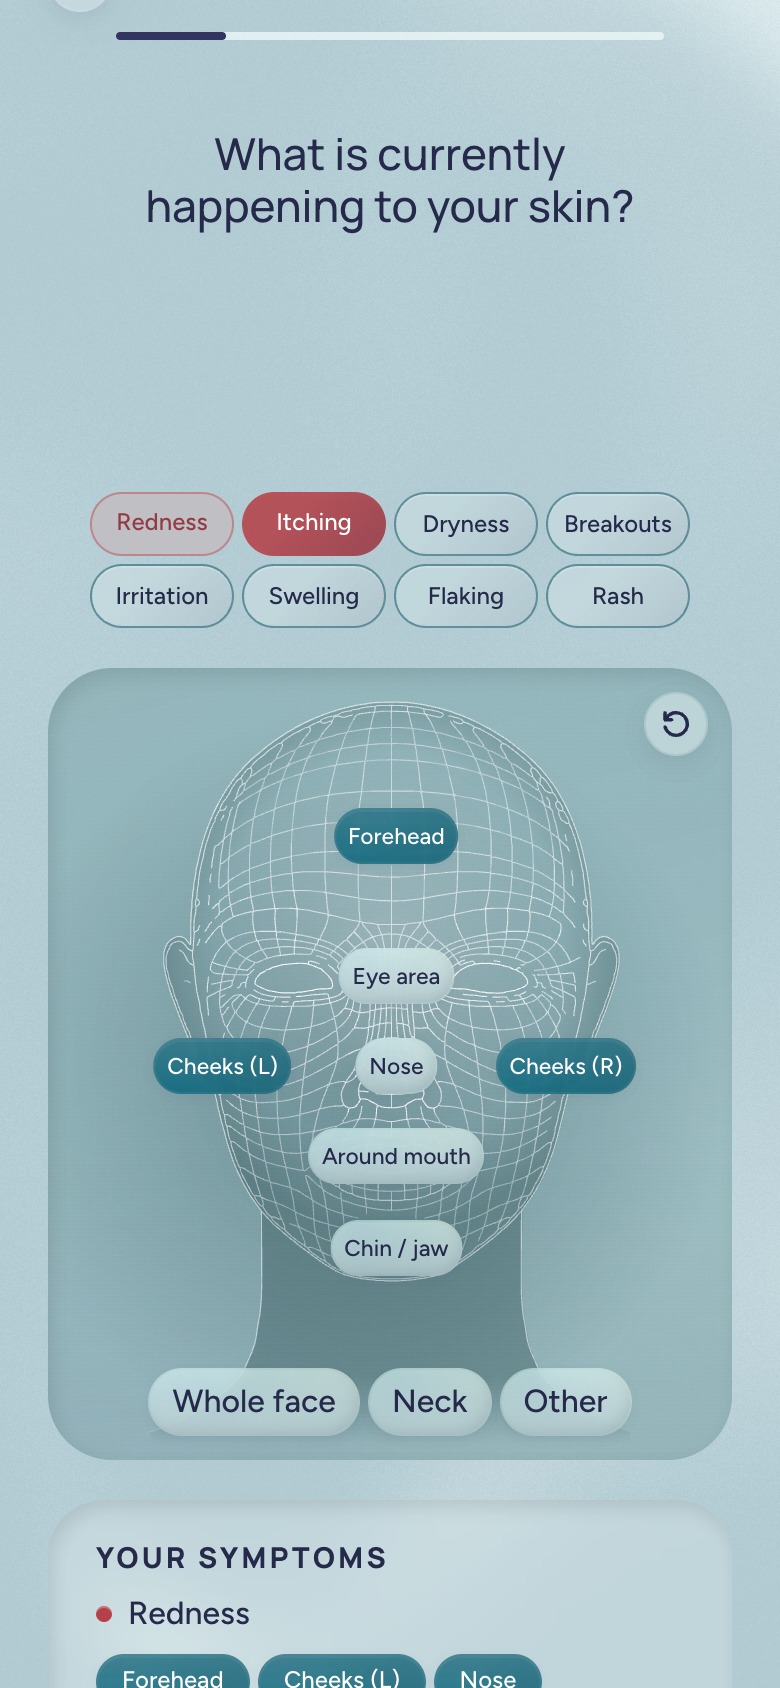 What is currently
happening to your skin?
Redness Itching Dryness Breakouts
Irritation Swelling Flaking Rash
Forehead
Eye area
Cheeks (L) Nose Cheeks (R)
Around mouth
Chin / jaw
Whole face Neck Other
YOUR SYMPTOMS
Redness
Forehead Cheeks (L) Nose